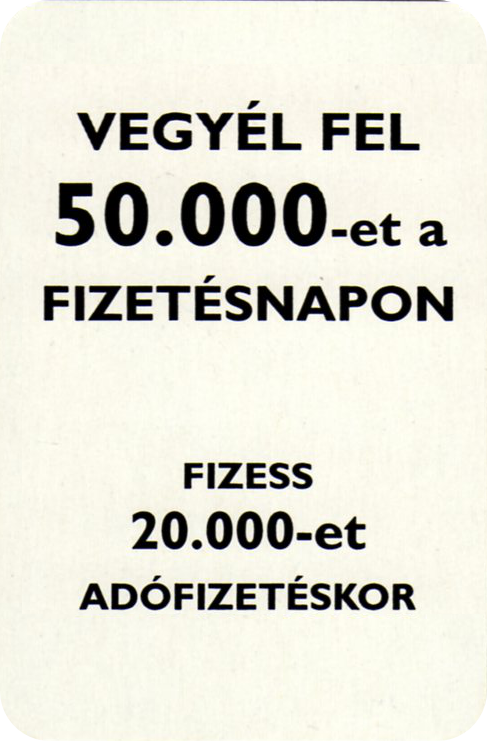 VEGYÉL FEL
50.000-et a
FIZETÉSNAPON
FIZESS
20.000-et
ADÓFIZETÉSKOR